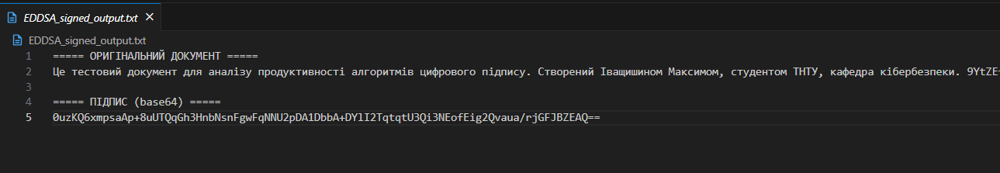 EDDSA_signed_output.txt
EDDSA_signed_output.txt
1 ===== ОРИГІНАЛЬНИЙ ДОКУМЕНТ =====
2 Це тестовий документ для аналізу продуктивності алгоритмів цифрового підпису. Створений Іващишином Максимом, студентом ТНТУ, кафедра кібербезпеки. 9YtZE
3
4 ===== ПІДПИС (base64) =====
5 0uzKQ6xmpsaAp+8uUTQqGh3HnbNsnFgwFqNNU2pDA1DbbA+DYlI2TqtqtU3Qi3NEofEig2Qvaua/rjGFJBZEAQ==